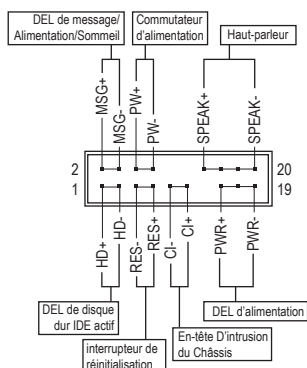 DEL de message/
Alimentation/Sommeil
Commutateur
d'alimentation
Haut-parleur
MSG+
MSG-
PW+
PW-
SPEAK+
SPEAK-
2
20
1
19
HD+
HD-
RES-
RES+
CI-
CI+
PWR+
PWR-
DEL de disque
dur IDE actif
interrupteur de
réinitialisation
En-tête D'intrusion
du Châssis
DEL d'alimentation